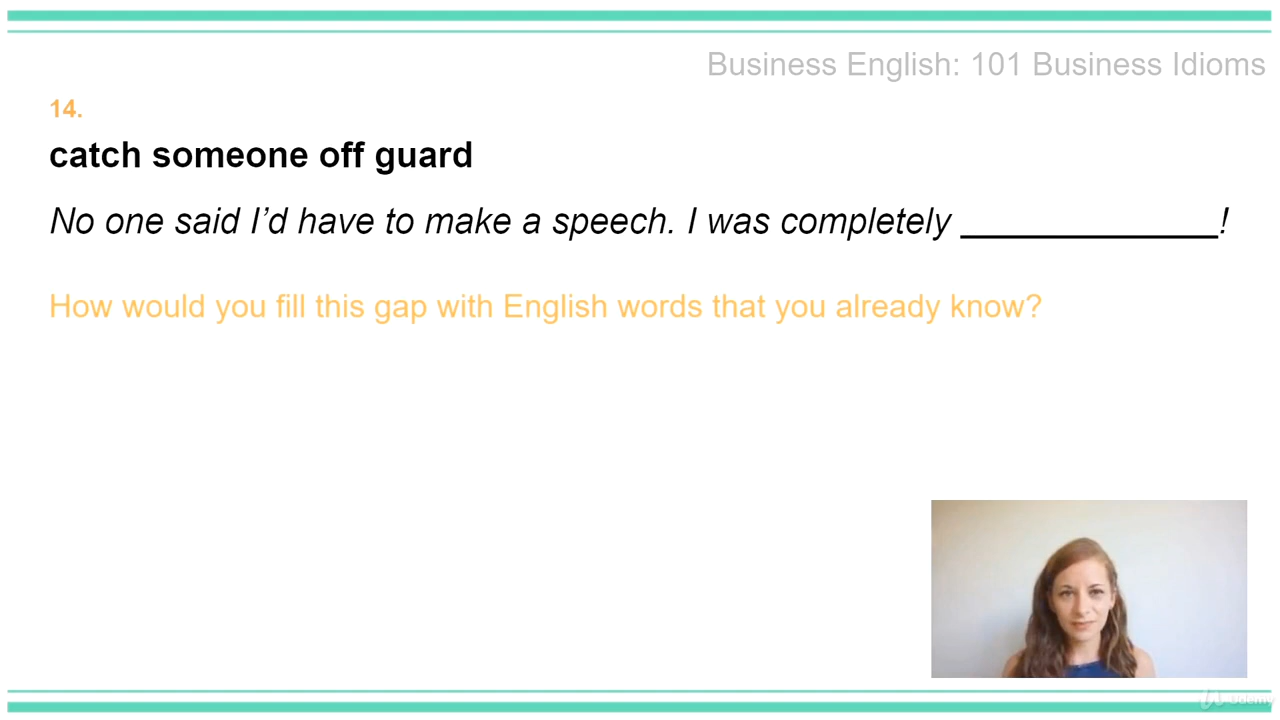 Business English: 101 Business Idioms
14.
catch someone off guard
No one said I’d have to make a speech. I was completely ______________!
How would you fill this gap with English words that you already know?
Udemy